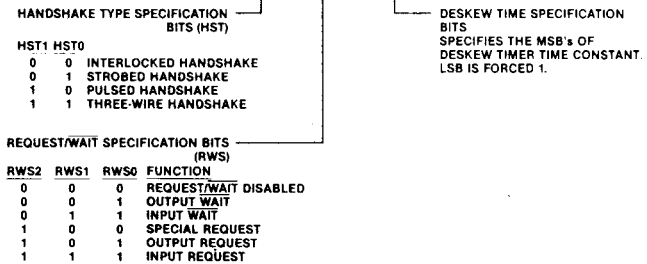 HANDSHAKE TYPE SPECIFICATION
BITS (HST)
HST1 HST0
0 0 INTERLOCKED HANDSHAKE
0 1 STROBED HANDSHAKE
1 0 PULSED HANDSHAKE
1 1 THREE-WIRE HANDSHAKE
DESKEW TIME SPECIFICATION
BITS
SPECIFIES THE MSB's OF
DESKEW TIMER TIME CONSTANT.
LSB IS FORCED 1.
REQUEST/WAIT SPECIFICATION BITS
(RWS)
RWS2 RWS1 RWS0 FUNCTION
0 0 0 REQUEST/WAIT DISABLED
0 0 1 OUTPUT WAIT
0 1 1 INPUT WAIT
1 0 0 SPECIAL REQUEST
1 0 1 OUTPUT REQUEST
1 1 1 INPUT REQUEST